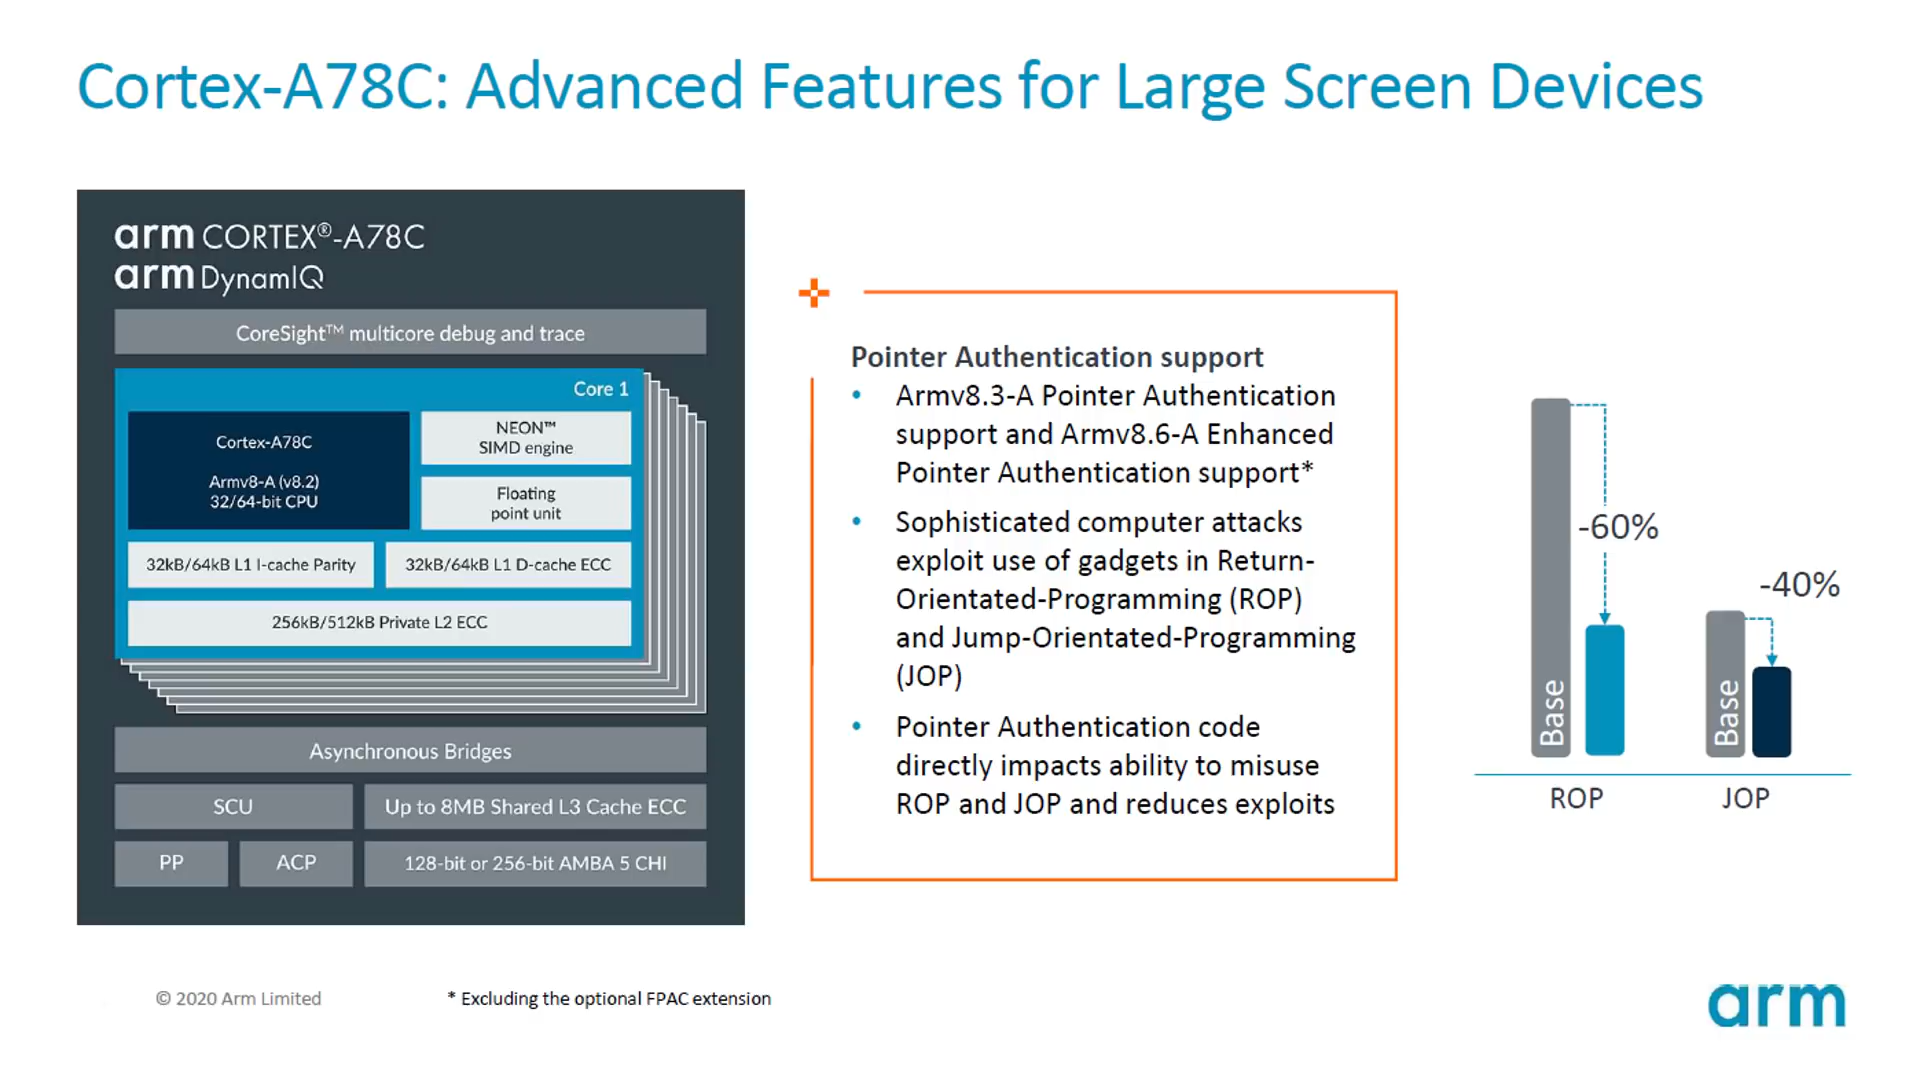 Cortex-A78C: Advanced Features for Large Screen Devices
arm CORTEX®-A78C
arm DynamIQ
CoreSight™ multicore debug and trace
Core 1
Cortex-A78C
Armv8-A (v8.2)
32/64-bit CPU
NEON™
SIMD engine
Floating
point unit
32kB/64kB L1 I-cache Parity
32kB/64kB L1 D-cache ECC
256kB/512kB Private L2 ECC
Asynchronous Bridges
SCU
Up to 8MB Shared L3 Cache ECC
PP
ACP
128-bit or 256-bit AMBA 5 CHI
Pointer Authentication support
• Armv8.3-A Pointer Authentication
support and Armv8.6-A Enhanced
Pointer Authentication support*
• Sophisticated computer attacks
exploit use of gadgets in Return-
Orientated-Programming (ROP)
and Jump-Orientated-Programming
(JOP)
• Pointer Authentication code
directly impacts ability to misuse
ROP and JOP and reduces exploits
-60%
-40%
Base
Base
ROP
JOP
© 2020 Arm Limited
* Excluding the optional FPAC extension
arm